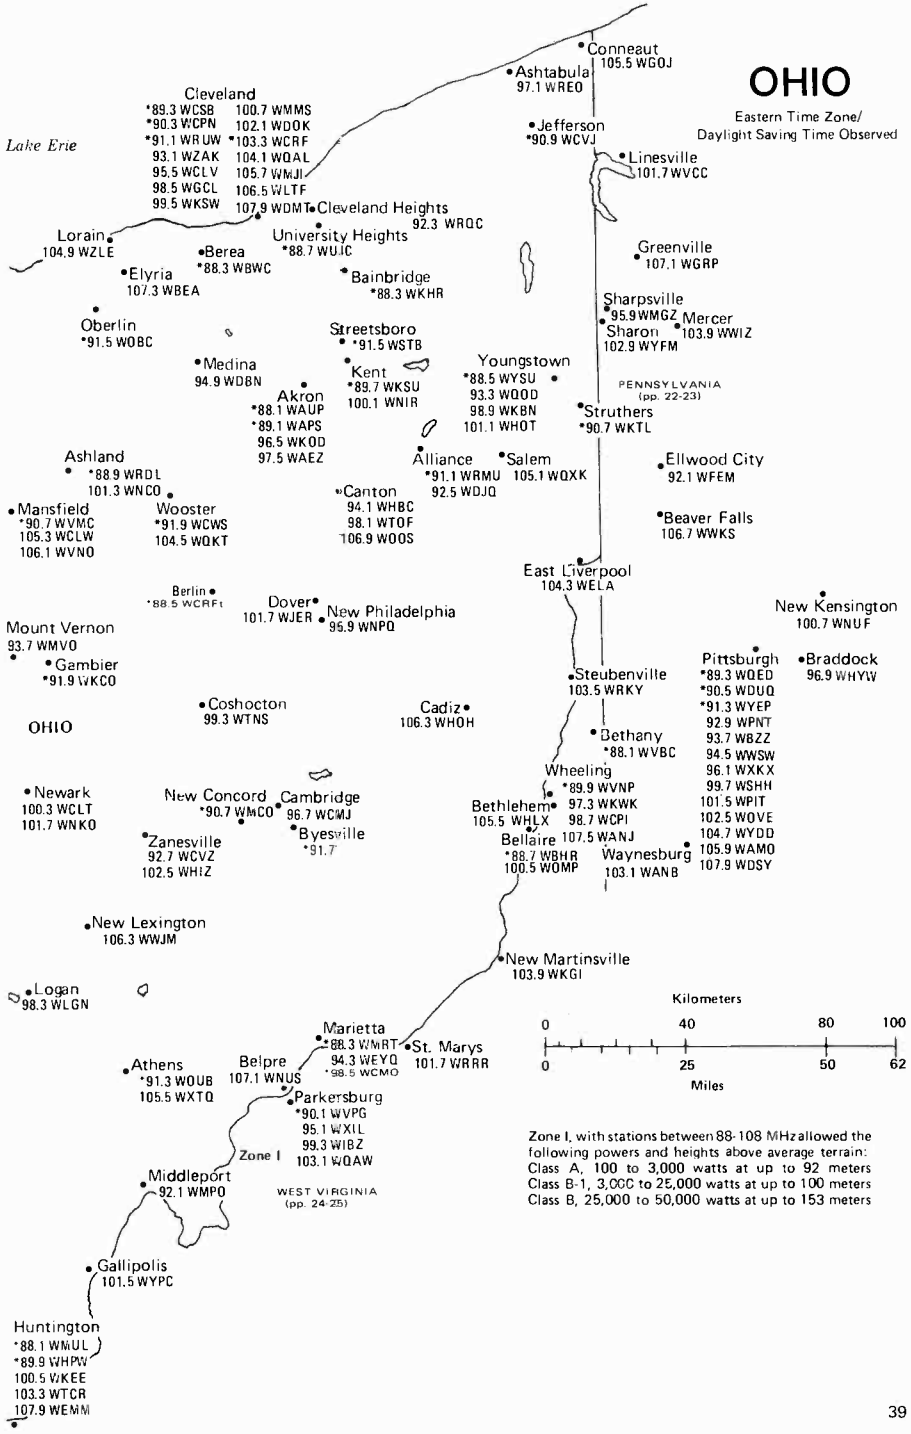 Conneaut
105.5 WGOJ
Ashtabula
97.1 WREO
OHIO
Eastern Time Zone/
Daylight Saving Time Observed
Cleveland
*89.3 WCSB 100.7 WMMS
*90.3 WCPN 102.1 WDOK
*91.1 WRUW *103.3 WCRF
93.1 WZAK 104.1 WQAL
95.5 WCLV 105.7 WMJI
98.5 WGCL 106.5 WLTF
99.5 WKSW 107.9 WDMT
Jefferson
*90.9 WCVJ
Lake Erie
Linesville
101.7 WVCC
Cleveland Heights
92.3 WRQC
Lorain
104.9 WZLE
University Heights
*88.7 WUJC
Berea
*88.3 WBWC
Greenville
107.1 WGRP
Elyria
107.3 WBEA
Bainbridge
*88.3 WKHR
Sharpsville
95.9 WMGZ
Mercer
103.9 WWIZ
Sharon
102.9 WYFM
Oberlin
*91.5 WOBC
Streetsboro
*91.5 WSTB
Medina
94.9 WDBN
Kent
*89.7 WKSU
100.1 WNIR
Youngstown
*88.5 WYSU
93.3 WQOD
98.9 WKBN
101.1 WHOT
PENNSYLVANIA
(pp. 22-23)
Akron
*88.1 WAUP
*89.1 WAPS
96.5 WKOD
97.5 WAEZ
Struthers
*90.7 WKTL
Ashland
*88.9 WRDL
101.3 WNCO
Alliance
*91.1 WRMU
92.5 WDJQ
Salem
105.1 WQXK
Ellwood City
92.1 WFEM
Mansfield
*90.7 WVMC
105.3 WCLW
106.1 WVNO
Wooster
*91.9 WCWS
104.5 WQKT
Canton
94.1 WHBC
98.1 WTOF
106.9 WOOS
Beaver Falls
106.7 WWKS
East Liverpool
104.3 WELA
Berlin
*88.5 WCRFt
Dover
101.7 WJER
New Philadelphia
95.9 WNPQ
New Kensington
100.7 WNUF
Mount Vernon
93.7 WMVO
Gambier
*91.9 WKCO
Pittsburgh
*89.3 WQED
*90.5 WDUQ
*91.3 WYEP
92.9 WPNT
93.7 WBZZ
94.5 WWSW
96.1 WXKX
99.7 WSHH
101.5 WPIT
102.5 WOVE
104.7 WYDD
105.9 WAMO
107.9 WDSY
Braddock
96.9 WHYW
Steubenville
103.5 WRKY
Coshocton
99.3 WTNS
Cadiz
106.3 WHOH
OHIO
Bethany
*88.1 WVBC
Wheeling
*89.9 WVNP
97.3 WKWK
98.7 WCPI
107.5 WANJ
Newark
100.3 WCLT
101.7 WNKO
New Concord
*90.7 WMCO
Cambridge
96.7 WCMJ
Bethlehem
105.5 WHLX
Zanesville
92.7 WCVZ
102.5 WHIZ
Byesville
*91.7
Bellaire
*88.7 WBHR
100.5 WOMP
Waynesburg
103.1 WANB
New Lexington
106.3 WWJM
New Martinsville
103.9 WKGI
Logan
98.3 WLGN
Kilometers
0 40 80 100
0 25 50 62
Miles
Marietta
*88.3 WMRT
94.3 WEYQ
*98.5 WCMO
St. Marys
101.7 WRRR
Athens
*91.3 WOUB
105.5 WXTQ
Belpre
107.1 WNUS
Parkersburg
*90.1 WVPG
95.1 WXIL
99.3 WIBZ
103.1 WQAW
Zone I
Zone I, with stations between 88-108 MHz allowed the
following powers and heights above average terrain:
Class A, 100 to 3,000 watts at up to 92 meters
Class B-1, 3,000 to 25,000 watts at up to 100 meters
Class B, 25,000 to 50,000 watts at up to 153 meters
Middleport
92.1 WMPO
WEST VIRGINIA
(pp. 24-25)
Gallipolis
101.5 WYPC
Huntington
*88.1 WMUL
*89.9 WHPW
100.5 WKEE
103.3 WTCR
107.9 WEMM
39